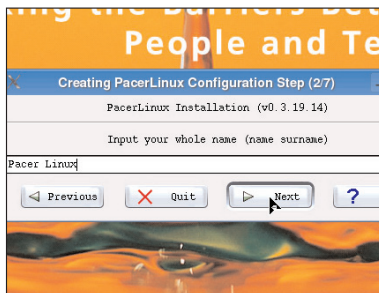 People and Te
Creating PacerLinux Configuration Step (2/7)
PacerLinux Installation (v0.3.19.14)
Input your whole name (name surname)
Pacer Linux
Previous
Quit
Next
?